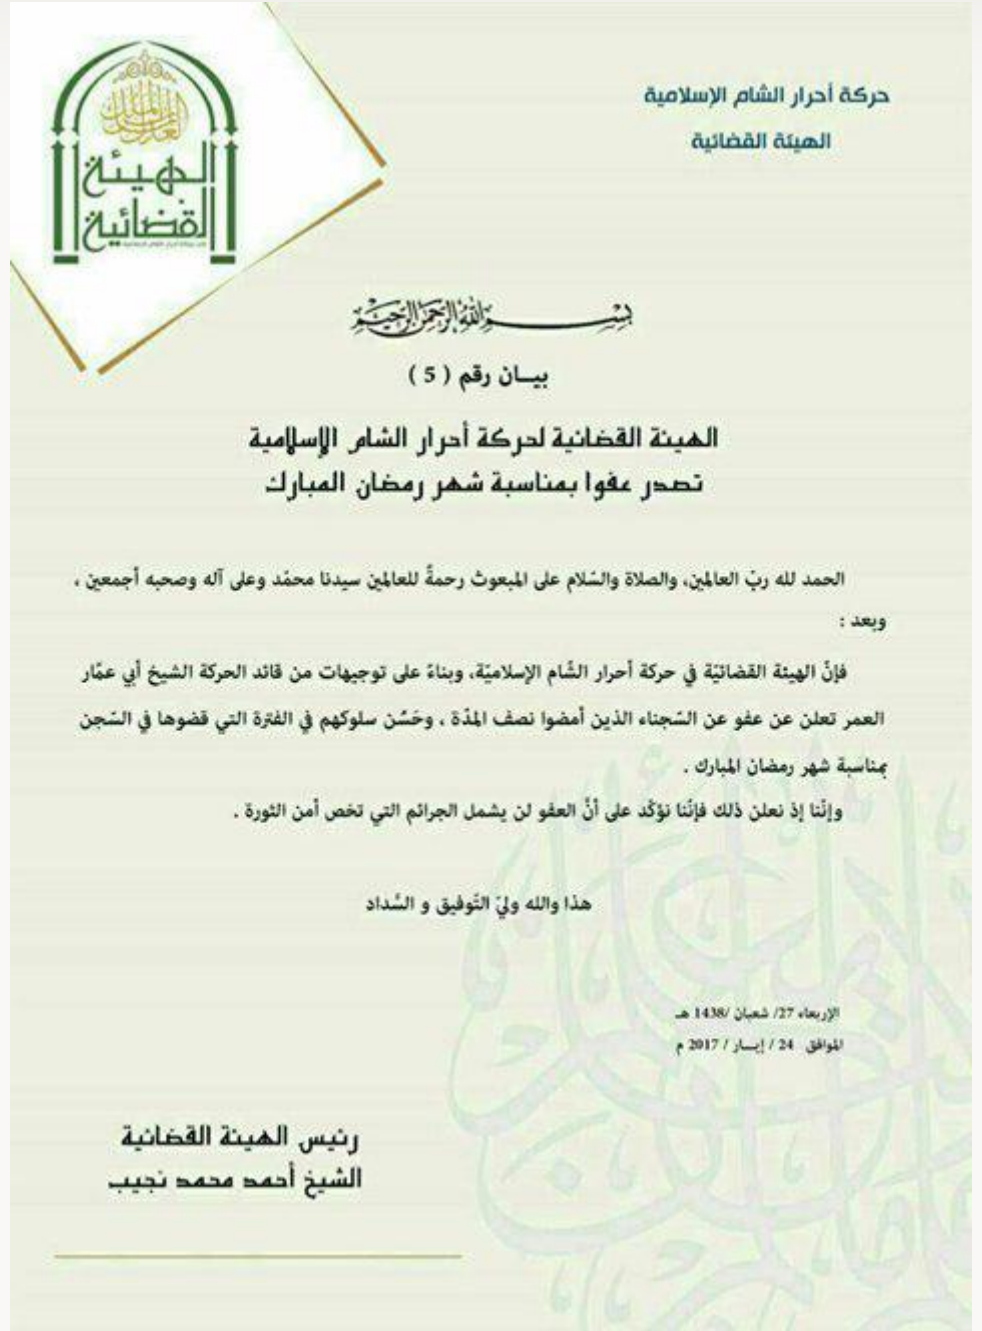 حركة أحرار الشام الإسلامية
الهيئة القضائية
الهيئة
القضائية
بسم الله الرحمن الرحيم
بيـــان رقم ( 5 )
الهيئة القضائية لحركة أحرار الشام الإسلامية
تصدر عفوا بمناسبة شهر رمضان المبارك
الحمد لله ربّ العالمين، والصلاة والسّلام على المبعوث رحمةً للعالمين سيدنا محمّد وعلى آله وصحبه أجمعين ،
وبعد :
فإنّ الهيئة القضائيّة في حركة أحرار الشّام الإسلاميّة، وبناءً على توجيهات من قائد الحركة الشيخ أبي عمّار
العمر تعلن عن عفو عن السّجناء الذين أمضوا نصف المدّة ، وحَسُن سلوكهم في الفترة التي قضوها في السّجن
بمناسبة شهر رمضان المبارك .
وإنّنا إذ نعلن ذلك فإنّنا نؤكّد على أنّ العفو لن يشمل الجرائم التي تخص أمن الثورة .
هذا والله وليّ التّوفيق و السَّداد
الإربعاء 27/ شعبان /1438 هـ
الموافق 24 / إيـــار / 2017 م
رئيس الهيئة القضائية
الشيخ أحمد محمد نجيب